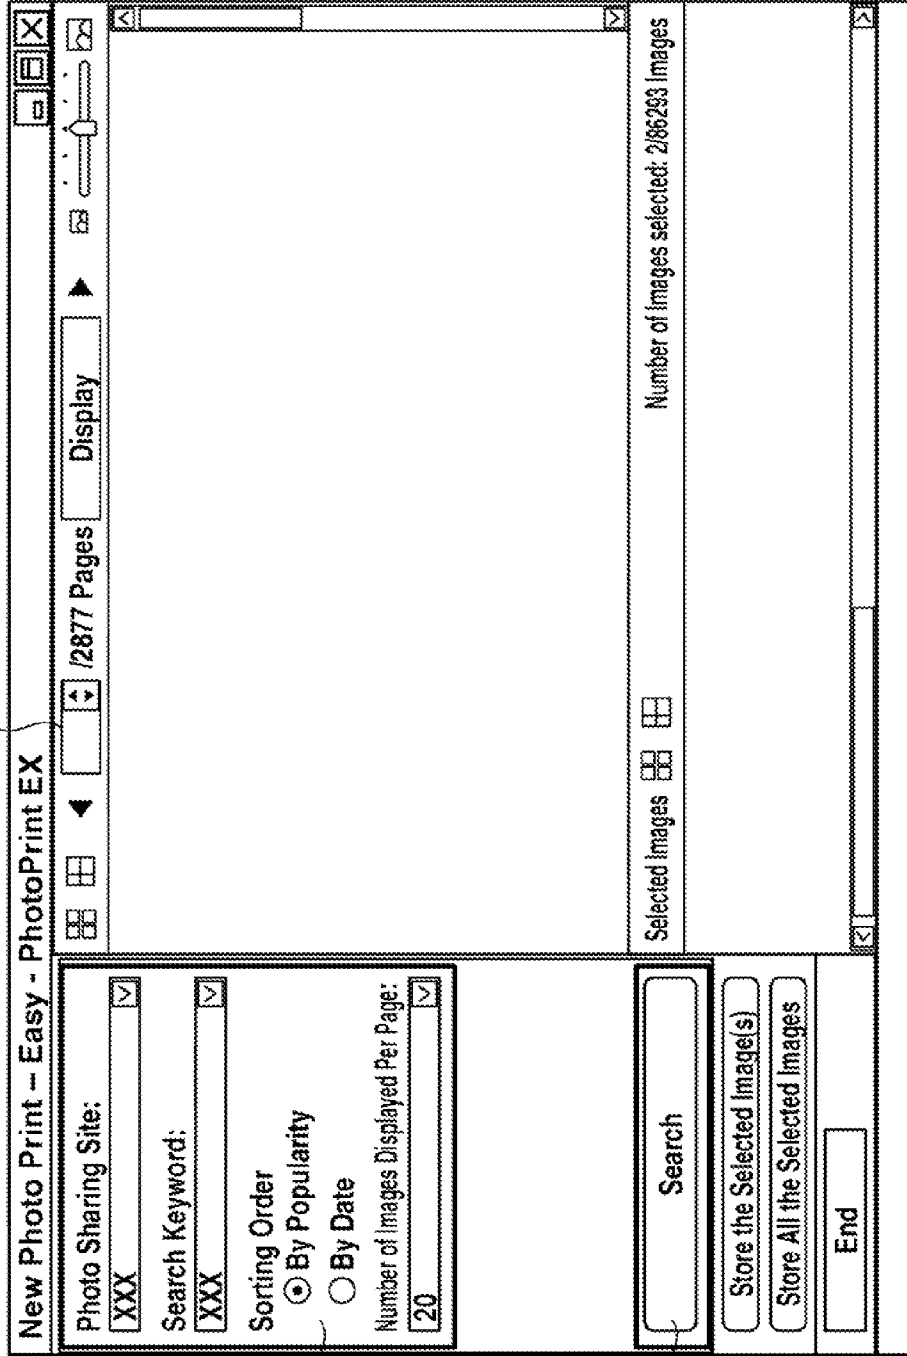 New Photo Print – Easy - PhotoPrint EX
Photo Sharing Site:
XXX
Search Keyword:
XXX
Sorting Order
By Popularity
By Date
Number of Images Displayed Per Page:
20
Search
Store the Selected Image(s)
Store All the Selected Images
End
/2877 Pages Display
Selected Images Number of Images selected: 2/86293 Images